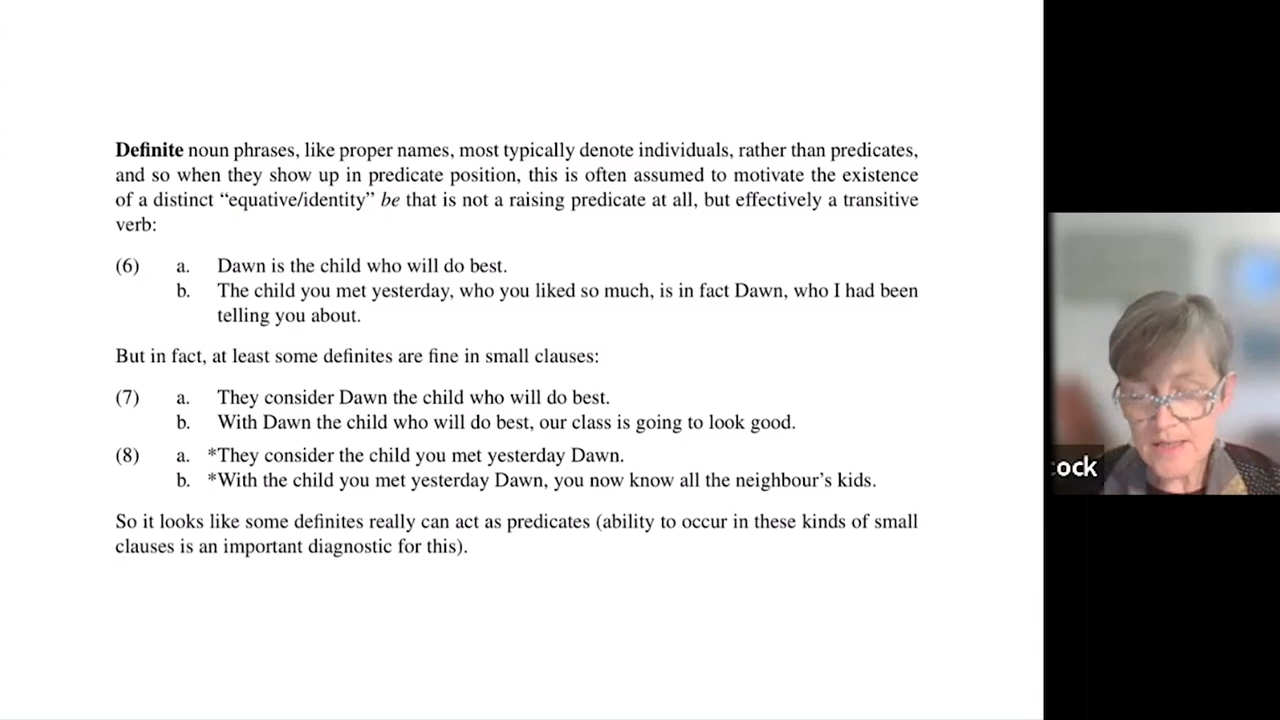 Definite noun phrases, like proper names, most typically denote individuals, rather than predicates,
and so when they show up in predicate position, this is often assumed to motivate the existence
of a distinct “equative/identity” be that is not a raising predicate at all, but effectively a transitive
verb:
(6) a. Dawn is the child who will do best.
b. The child you met yesterday, who you liked so much, is in fact Dawn, who I had been
telling you about.
But in fact, at least some definites are fine in small clauses:
(7) a. They consider Dawn the child who will do best.
b. With Dawn the child who will do best, our class is going to look good.
(8) a. *They consider the child you met yesterday Dawn.
b. *With the child you met yesterday Dawn, you now know all the neighbour’s kids.
So it looks like some definites really can act as predicates (ability to occur in these kinds of small
clauses is an important diagnostic for this).
ock